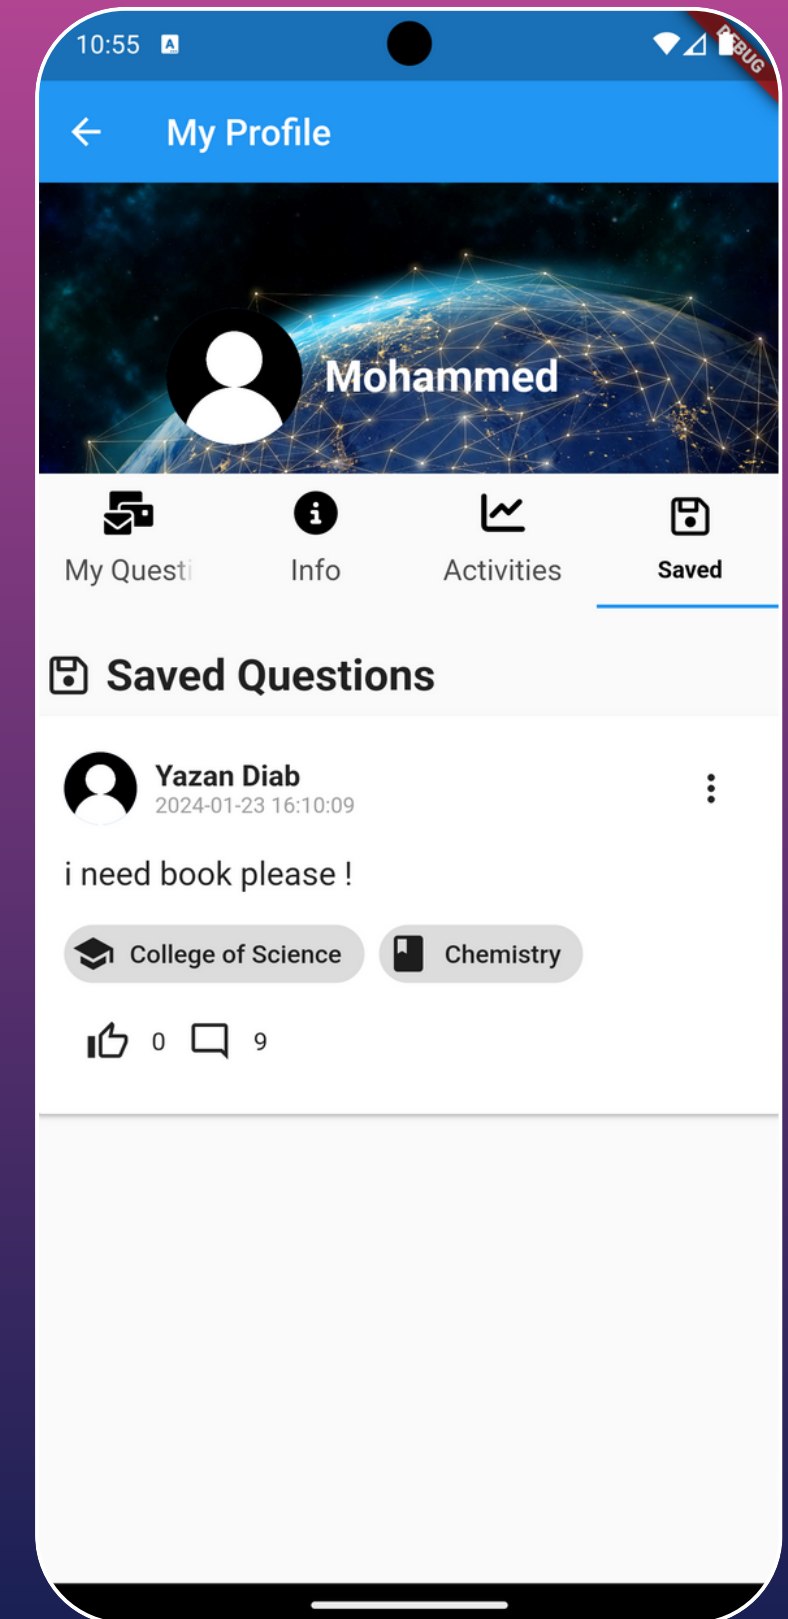 10:55 A
DEBUG
My Profile
Mohammed
My Questi
Info
Activities
Saved
Saved Questions
Yazan Diab
2024-01-23 16:10:09
i need book please !
College of Science
Chemistry
0
9